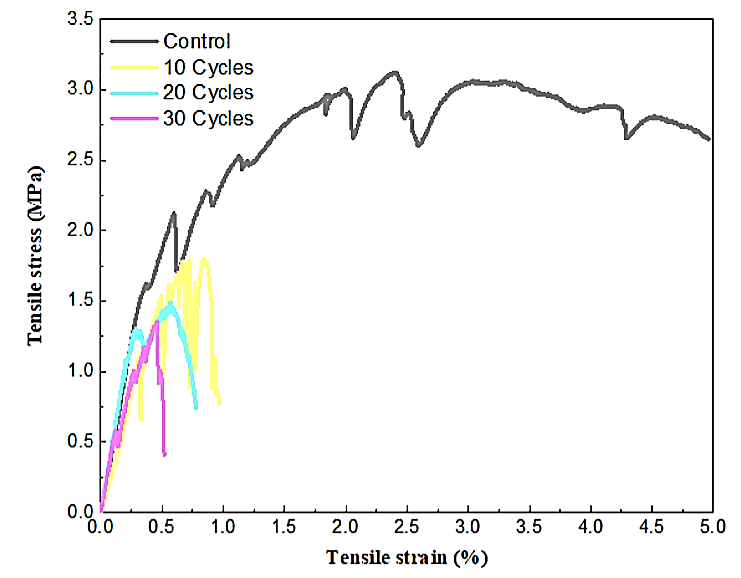 Control
10 Cycles
20 Cycles
30 Cycles
3.5
3.0
2.5
2.0
1.5
1.0
0.5
0.0
Tensile stress (MPa)
0.0 0.5 1.0 1.5 2.0 2.5 3.0 3.5 4.0 4.5 5.0
Tensile strain (%)